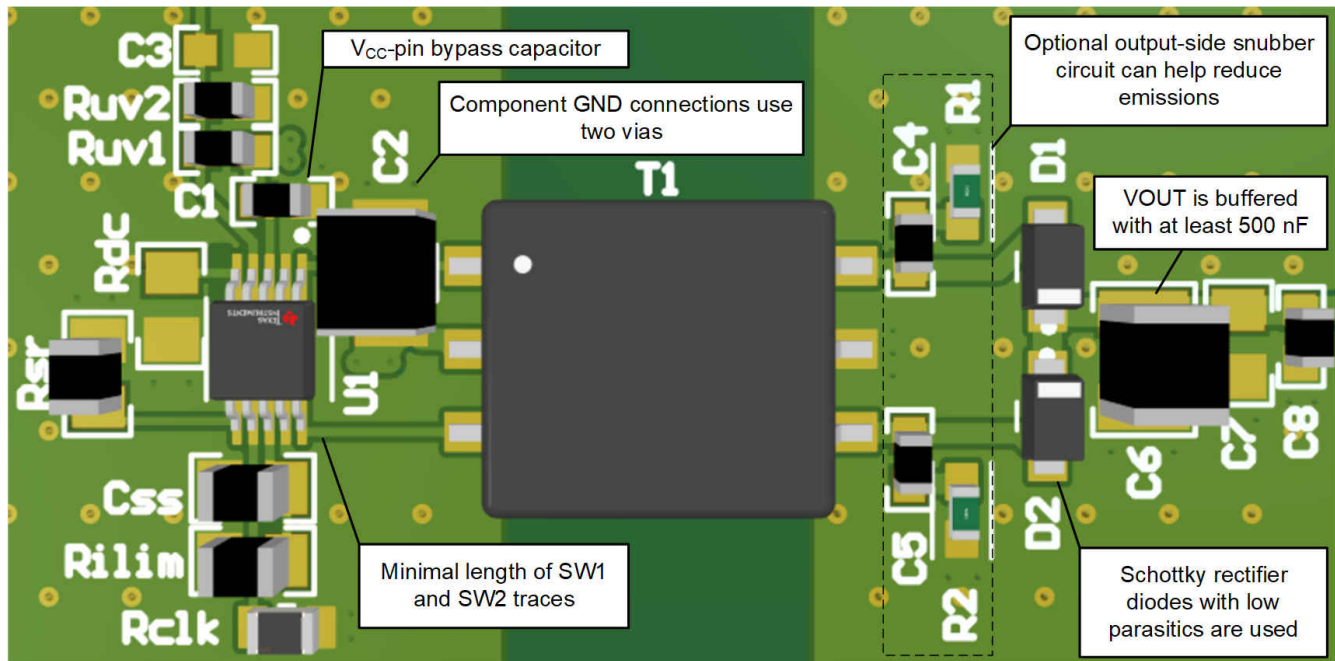 C3
V_CC-pin bypass capacitor
Optional output-side snubber
circuit can help reduce
emissions
Ruv2
Component GND connections use
two vias
R1
Ruv1
C2
C4
T1
D1
C1
VOUT is buffered
with at least 500 nF
Rdc
TEXAS
INSTRUMENTS
Rsr
U1
C6
C7
C8
Css
D2
C5
Rilim
Minimal length of SW1
and SW2 traces
R2
Schottky rectifier
diodes with low
parasitics are used
Rclk